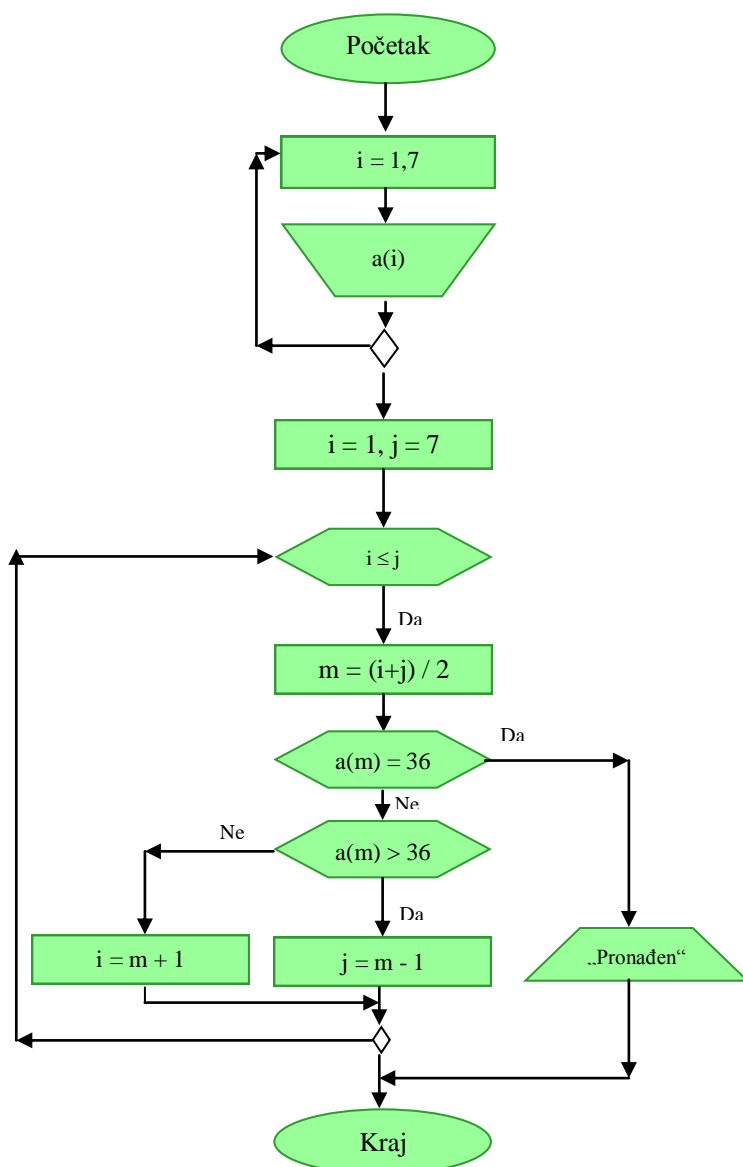 Početak
i = 1,7
a(i)
i = 1, j = 7
i ≤ j
Da
m = (i+j) / 2
a(m) = 36
Da
Ne
a(m) > 36
Ne
Da
i = m + 1
j = m - 1
„Pronađen“
Kraj